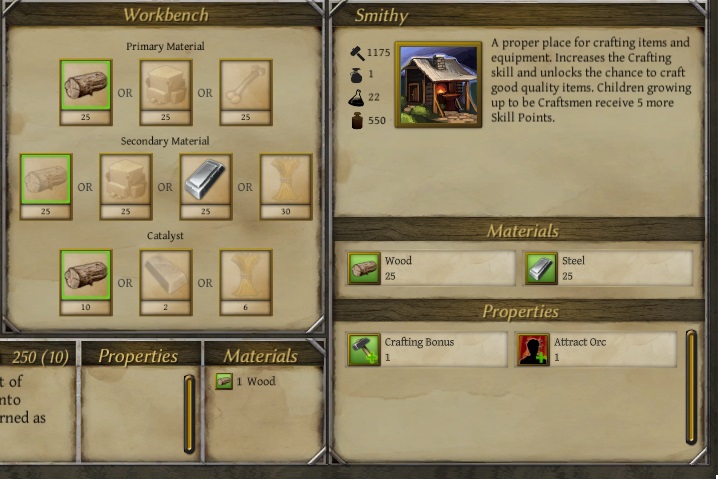 Workbench
Primary Material
OR
OR
25
25
25
Secondary Material
OR
OR
OR
25
25
25
30
Catalyst
OR
OR
10
2
6
250 (10)
t of
nto
rned as
Properties
Materials
1 Wood
Smithy
1175
1
22
550
A proper place for crafting items and
equipment. Increases the Crafting
skill and unlocks the chance to craft
good quality items. Children growing
up to be Craftsmen receive 5 more
Skill Points.
Materials
Wood
25
Steel
25
Properties
Crafting Bonus
1
Attract Orc
1